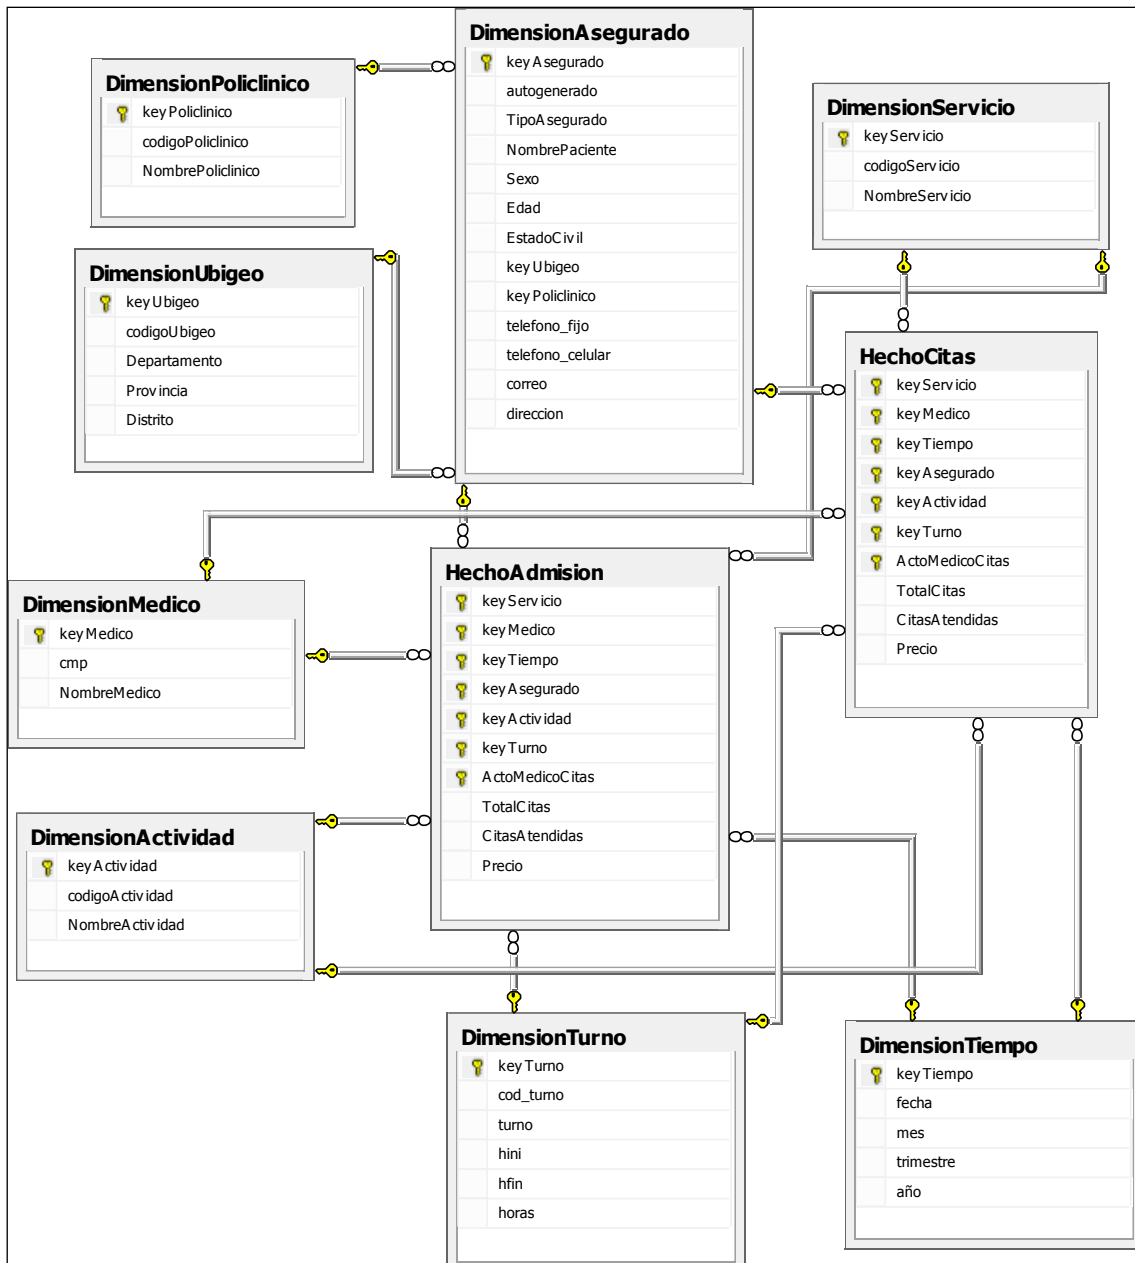 DimensionAsegurado
keyAsegurado
autogenerado
TipoAsegurado
NombrePaciente
Sexo
Edad
EstadoCivil
keyUbigeo
keyPoliclinico
telefono_fijo
telefono_celular
correo
direccion
DimensionPoliclinico
keyPoliclinico
codigoPoliclinico
NombrePoliclinico
DimensionServicio
keyServicio
codigoServicio
NombreServicio
DimensionUbigeo
keyUbigeo
codigoUbigeo
Departamento
Provincia
Distrito
HechoCitas
keyServicio
keyMedico
keyTiempo
keyAsegurado
keyActividad
keyTurno
ActoMedicoCitas
TotalCitas
CitasAtendidas
Precio
HechoAdmision
keyServicio
keyMedico
keyTiempo
keyAsegurado
keyActividad
keyTurno
ActoMedicoCitas
TotalCitas
CitasAtendidas
Precio
DimensionMedico
keyMedico
cmp
NombreMedico
DimensionActividad
keyActividad
codigoActividad
NombreActividad
DimensionTurno
keyTurno
cod_turno
turno
hini
hfin
horas
DimensionTiempo
keyTiempo
fecha
mes
trimestre
año